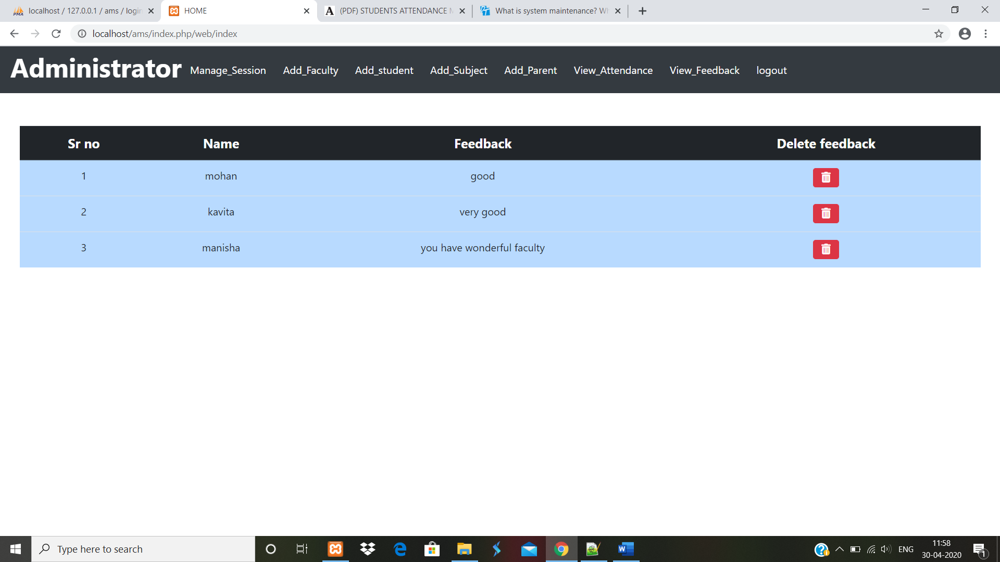 localhost / 127.0.0.1 / ams / login
HOME
(PDF) STUDENTS ATTENDANCE M
What is system maintenance? Wh
localhost/ams/index.php/web/index
Administrator Manage_Session Add_Faculty Add_student Add_Subject Add_Parent View_Attendance View_Feedback logout
Sr no Name Feedback Delete feedback
1 mohan good
2 kavita very good
3 manisha you have wonderful faculty
Type here to search
ENG
11:58
30-04-2020
1